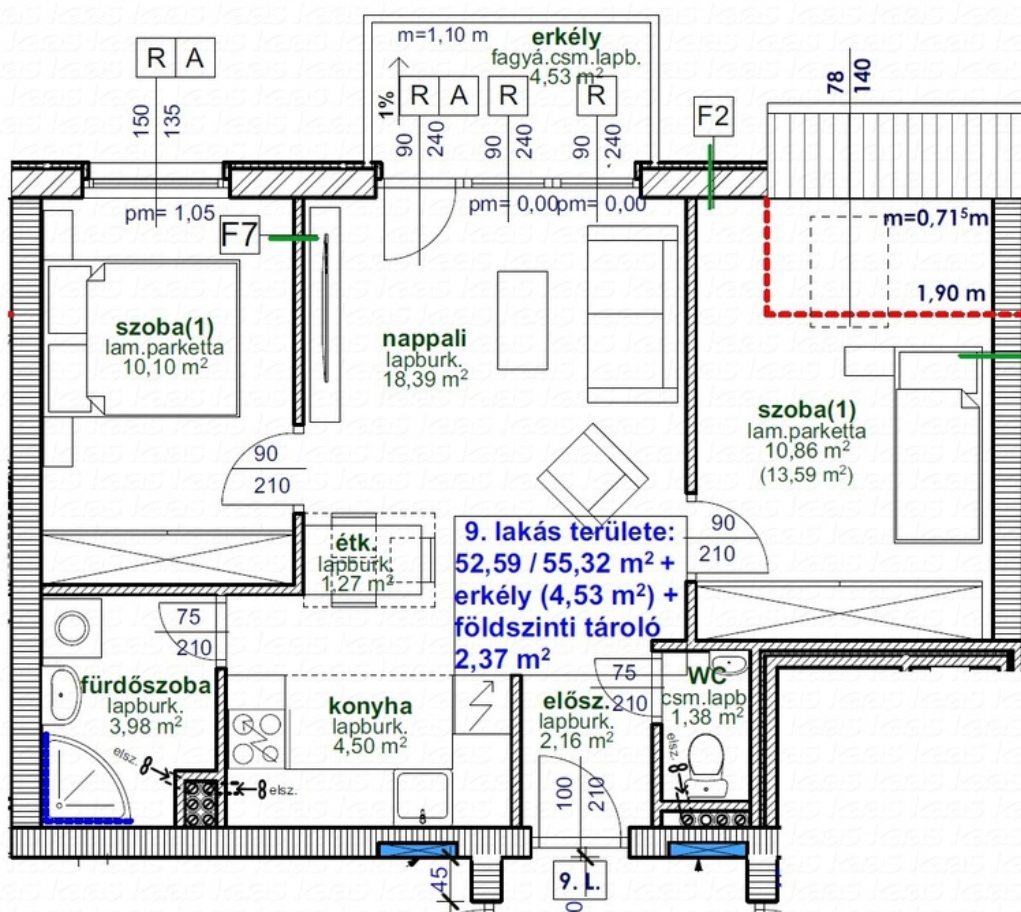 m=1,10 m
erkély
fagyá.csm.lapb.
4,53 m²
R A
R A
R
R
1%
150
135
90
240
90
240
90
240
F2
78
140
pm= 1,05
pm= 0,00
pm= 0,00
F7
m=0,71⁵m
1,90 m
szoba(1)
lam.parketta
10,10 m²
nappali
lapburk.
18,39 m²
szoba(1)
lam.parketta
10,86 m²
(13,59 m²)
90
210
90
210
étk.
lapburk.
1,27 m²
9. lakás területe:
52,59 / 55,32 m² +
erkély (4,53 m²) +
földszinti tároló
2,37 m²
75
210
75
210
fürdőszoba
lapburk.
3,98 m²
konyha
lapburk.
4,50 m²
elősz.
lapburk.
2,16 m²
WC
csm.lapb
1,38 m²
elsz.
8
8
elsz.
elsz.
8
8
100
210
45
9. L.
0